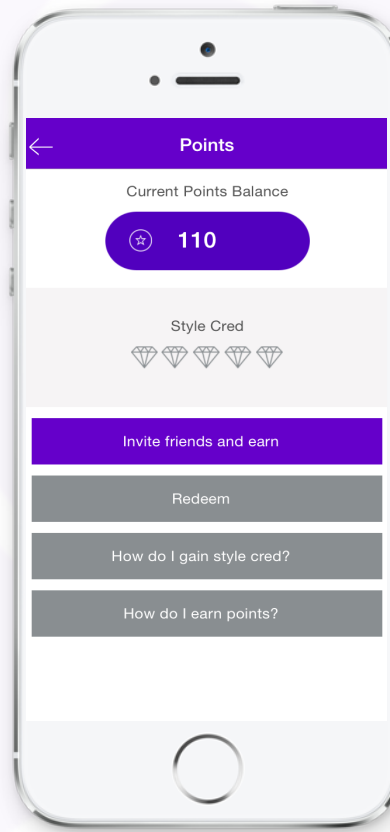 Points
Current Points Balance
110
Style Cred
Invite friends and earn
Redeem
How do I gain style cred?
How do I earn points?